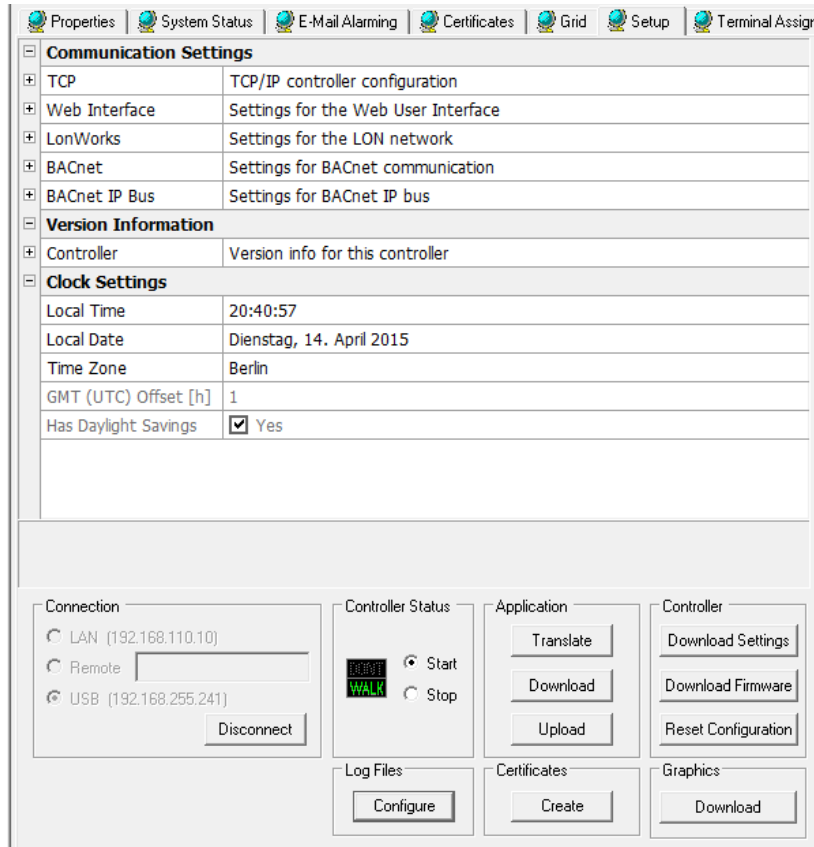 Properties System Status E-Mail Alarming Certificates Grid Setup Terminal Assigr
Communication Settings
TCP TCP/IP controller configuration
Web Interface Settings for the Web User Interface
LonWorks Settings for the LON network
BACnet Settings for BACnet communication
BACnet IP Bus Settings for BACnet IP bus
Version Information
Controller Version info for this controller
Clock Settings
Local Time 20:40:57
Local Date Dienstag, 14. April 2015
Time Zone Berlin
GMT (UTC) Offset [h] 1
Has Daylight Savings Yes
Connection
LAN (192.168.110.10)
Remote
USB (192.168.255.241)
Disconnect
Controller Status
DONT
WALK
Start
Stop
Application
Translate
Download
Upload
Controller
Download Settings
Download Firmware
Reset Configuration
Log Files
Configure
Certificates
Create
Graphics
Download